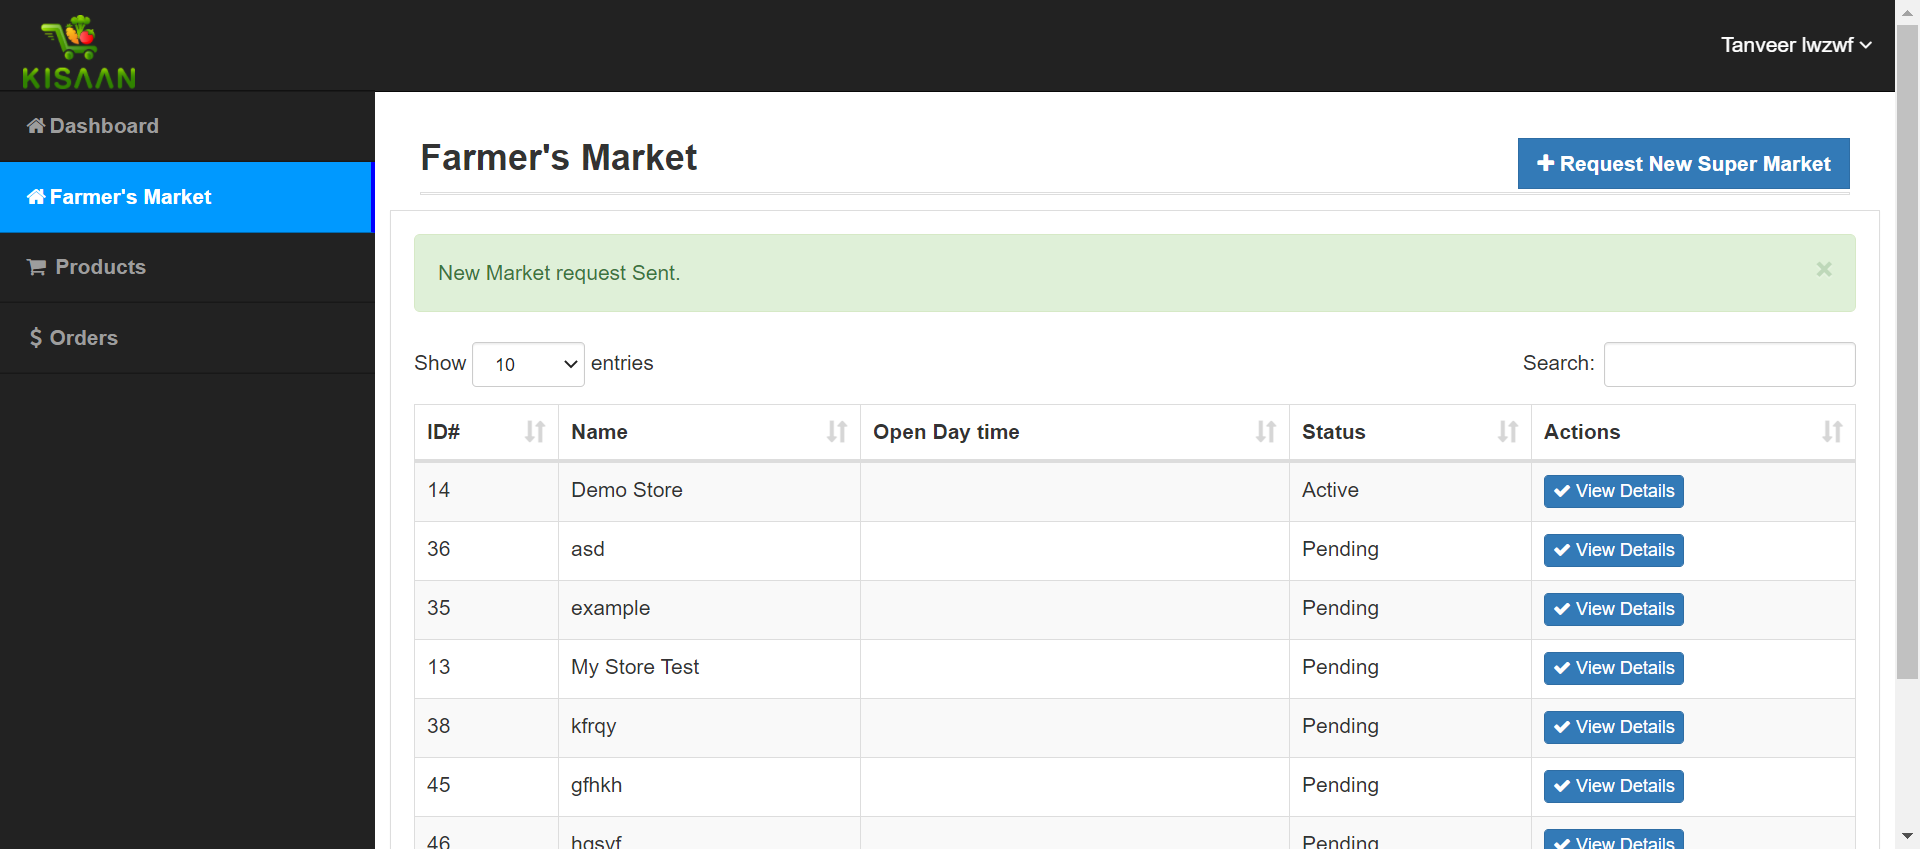 KISAAN
Tanveer lwzwf
Dashboard
Farmer's Market
Products
$ Orders
Farmer's Market
Request New Super Market
New Market request Sent.
×
Show 10 entries
Search:
ID# Name Open Day time Status Actions
14 Demo Store Active View Details
36 asd Pending View Details
35 example Pending View Details
13 My Store Test Pending View Details
38 kfrqy Pending View Details
45 gfhkh Pending View Details
46 Pending View Details